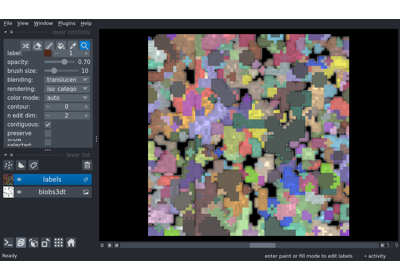 File View Window Plugins Help
layer controls
label: 1
opacity: 0.70
brush size: 10
blending: translucen
rendering: iso_catego
color mode: auto
contour: 0
n edit dim: 2
contiguous:
preserve
selected:
layer list
labels
blobs3dt
Ready
enter paint or fill mode to edit labels
activity